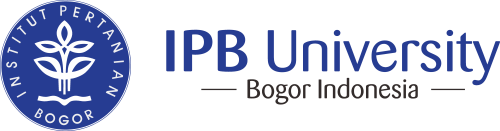 INSTITUT PERTANIAN
BOGOR
IPB University
Bogor Indonesia